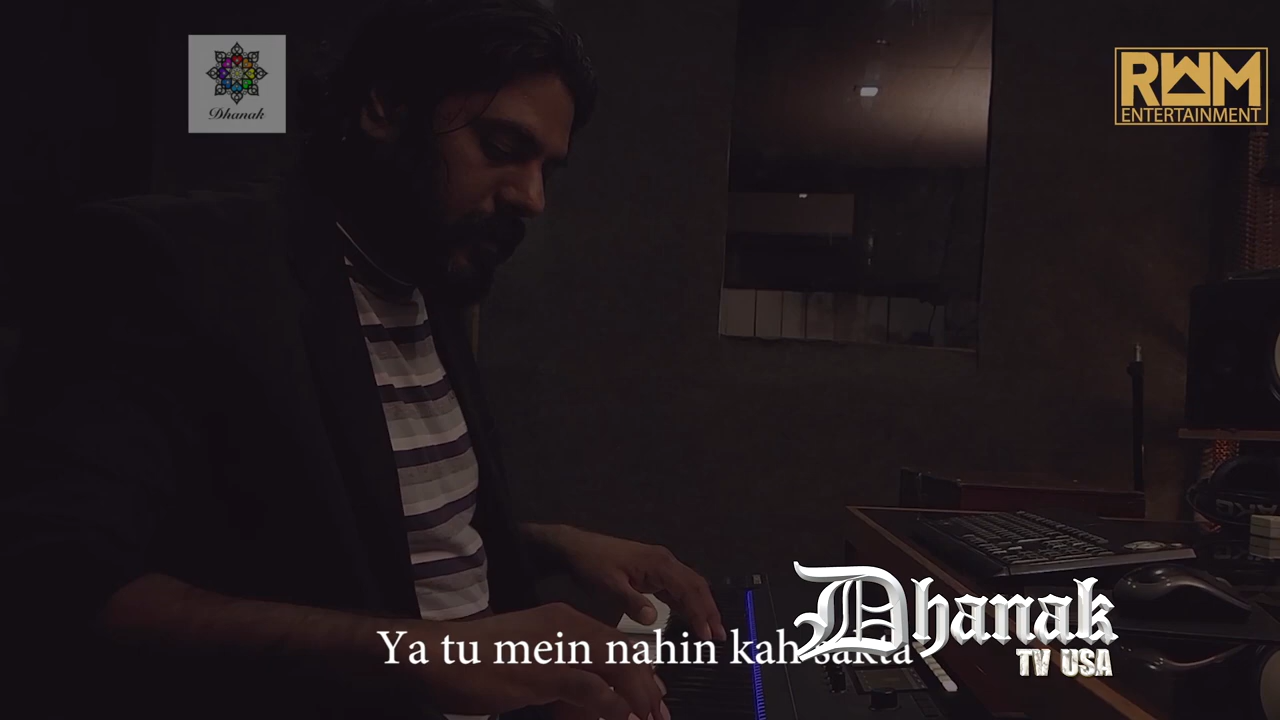 Dhanak
RWM
ENTERTAINMENT
Dhanak
TV USA
Ya tu mein nahin kah sakta